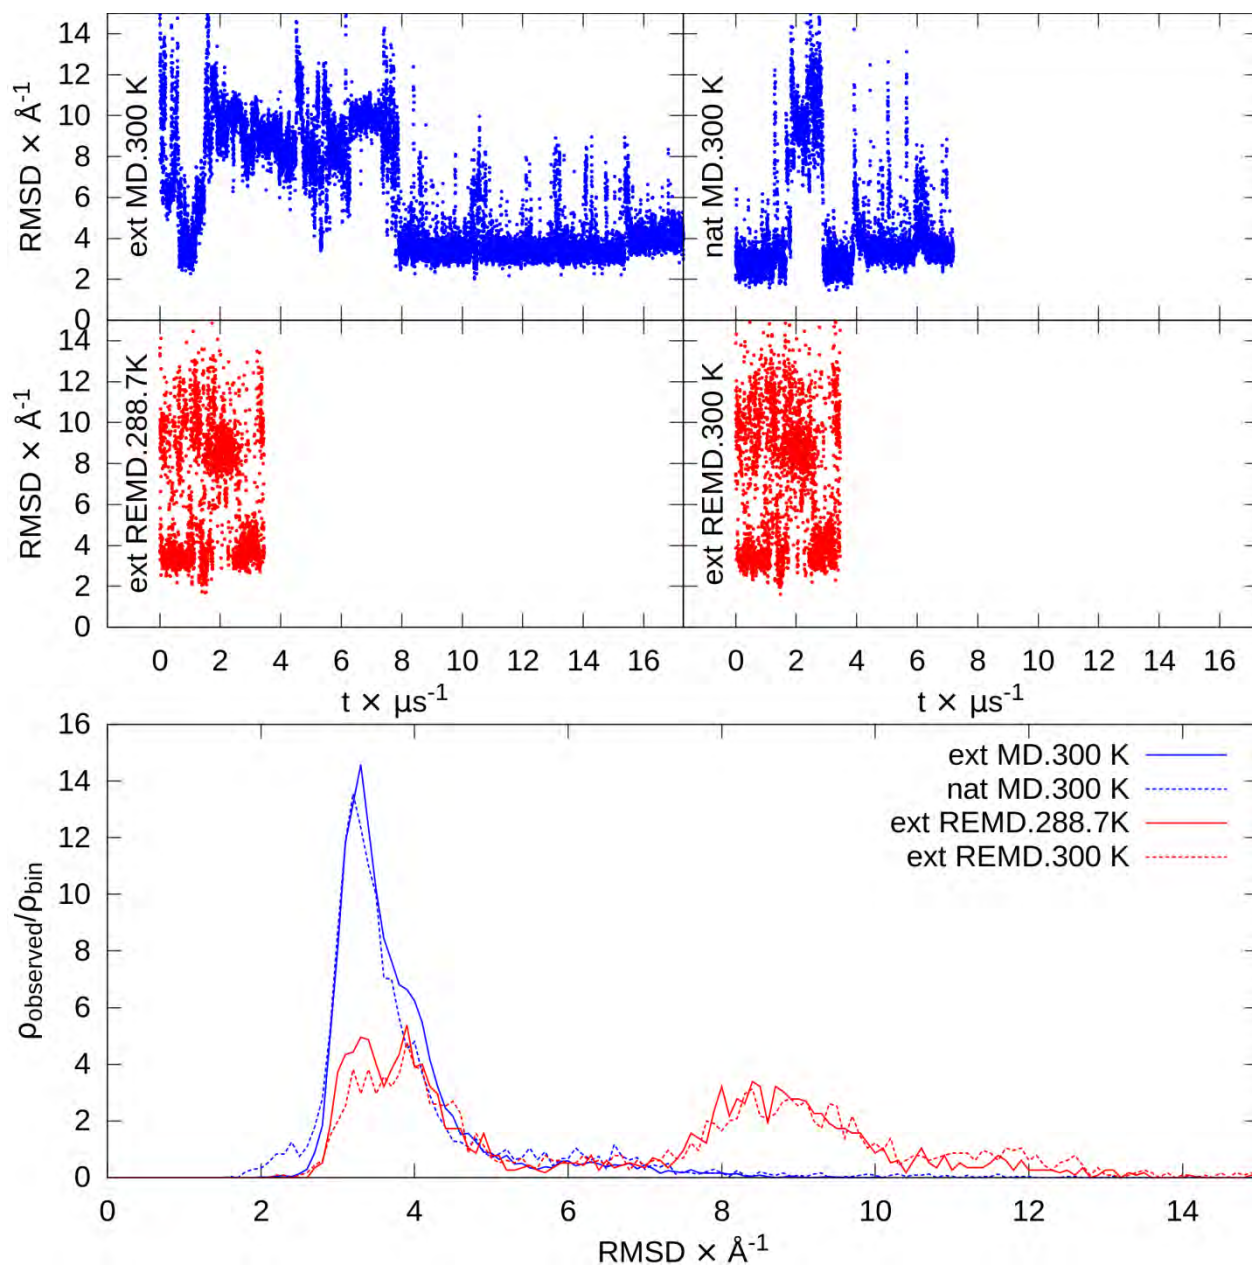 14
12
10
8
6
4
2
0
RMSD × Å⁻¹
ext MD.300 K
nat MD.300 K
14
12
10
8
6
4
2
0
RMSD × Å⁻¹
ext REMD.288.7K
ext REMD.300 K
0 2 4 6 8 10 12 14 16 0 2 4 6 8 10 12 14 16
t × µs⁻¹ t × µs⁻¹
16
14
12
10
8
6
4
2
0
ρobserved/ρbin
ext MD.300 K
nat MD.300 K
ext REMD.288.7K
ext REMD.300 K
0 2 4 6 8 10 12 14
RMSD × Å⁻¹